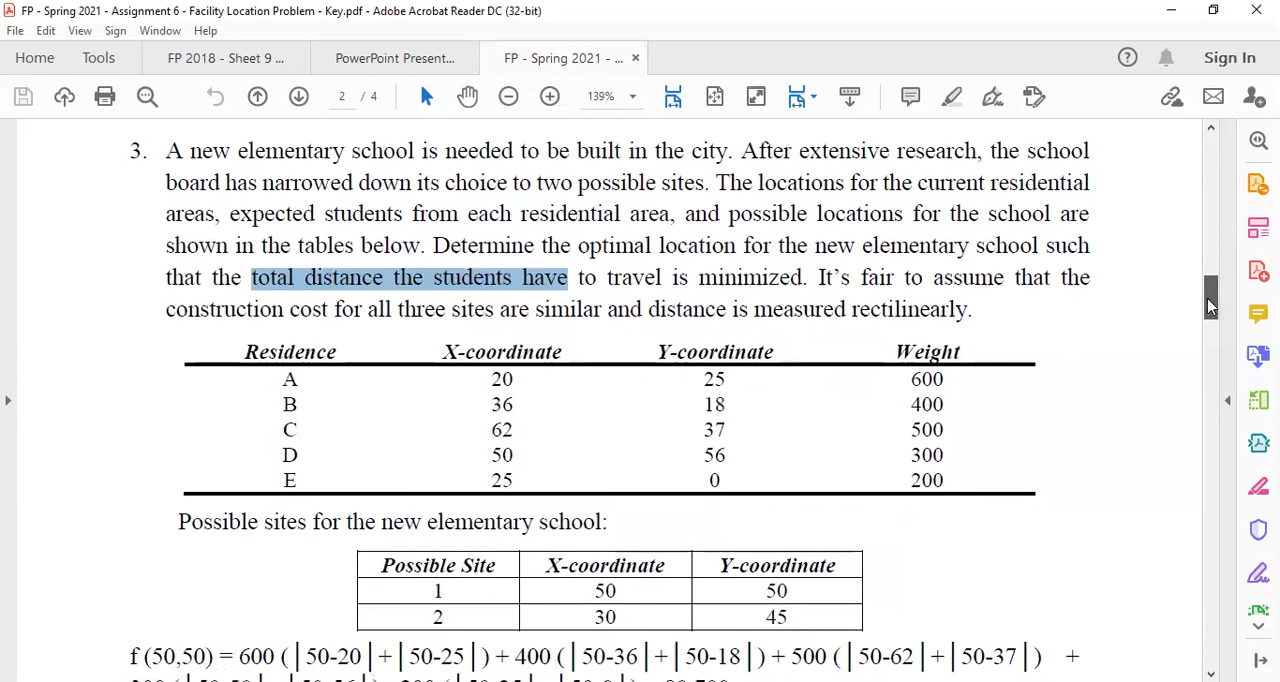 FP - Spring 2021 - Assignment 6 - Facility Location Problem - Key.pdf - Adobe Acrobat Reader DC (32-bit)
File Edit View Sign Window Help
Home Tools FP 2018 - Sheet 9 ... PowerPoint Present... FP - Spring 2021 - ... × Sign In
2 / 4 139%
3. A new elementary school is needed to be built in the city. After extensive research, the school
board has narrowed down its choice to two possible sites. The locations for the current residential
areas, expected students from each residential area, and possible locations for the school are
shown in the tables below. Determine the optimal location for the new elementary school such
that the total distance the students have to travel is minimized. It's fair to assume that the
construction cost for all three sites are similar and distance is measured rectilinearly.
Residence X-coordinate Y-coordinate Weight
A 20 25 600
B 36 18 400
C 62 37 500
D 50 56 300
E 25 0 200
Possible sites for the new elementary school:
Possible Site X-coordinate Y-coordinate
1 50 50
2 30 45
f (50,50) = 600 (│50-20│+│50-25│) + 400 (│50-36│+│50-18│) + 500 (│50-62│+│50-37│) +